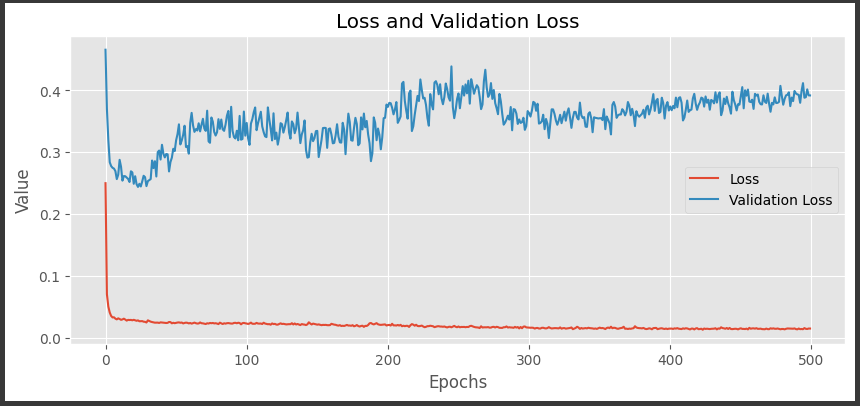 Loss and Validation Loss
Value
0.4
0.3
0.2
0.1
0.0
Loss
Validation Loss
0
100
200
300
400
500
Epochs